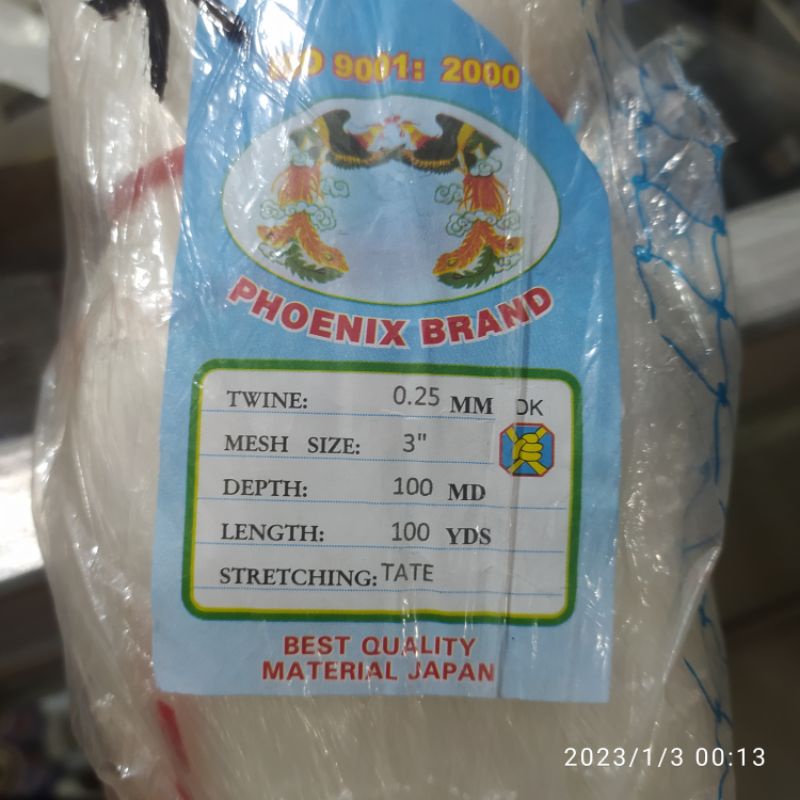 9001: 2000
PHOENIX BRAND
TWINE: 0.25 MM DK
MESH SIZE: 3"
DEPTH: 100 MD
LENGTH: 100 YDS
STRETCHING: TATE
BEST QUALITY
MATERIAL JAPAN
2023/1/3 00:13